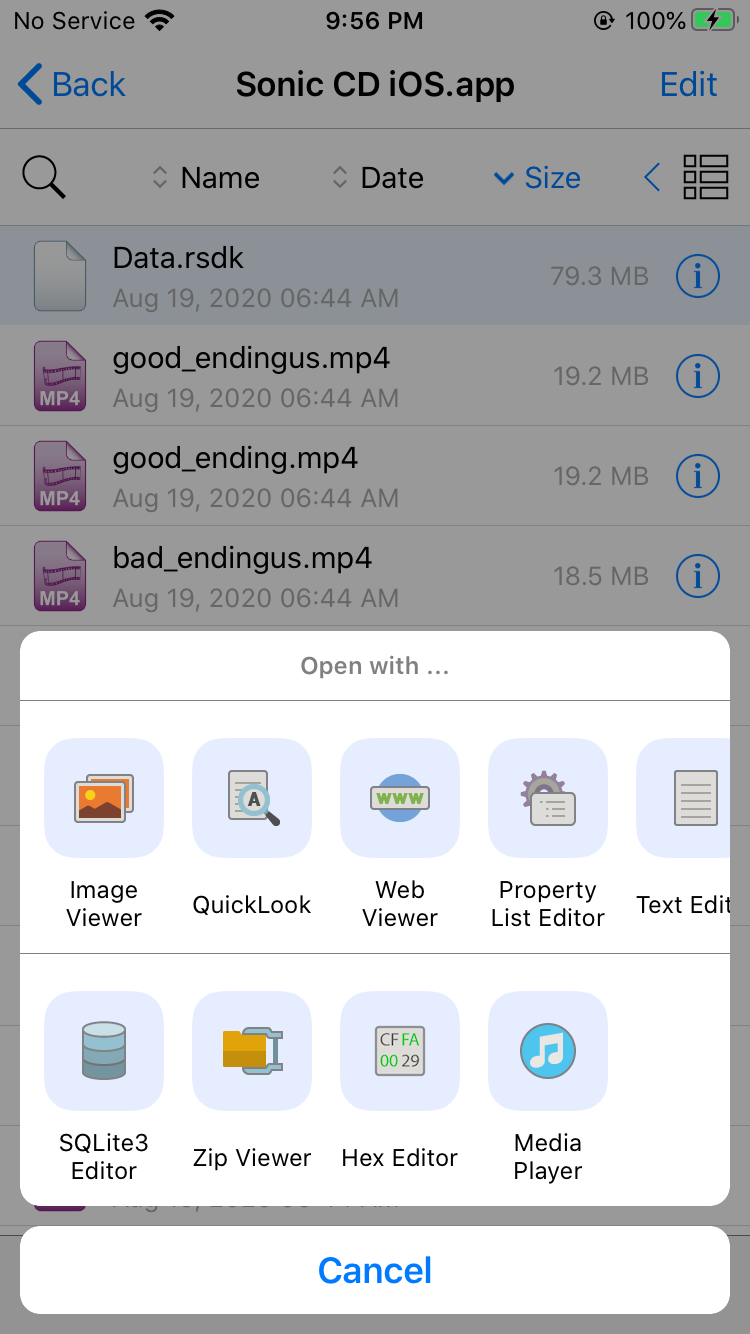 No Service 9:56 PM 100%
Back Sonic CD iOS.app Edit
Name Date Size
Data.rsdk
Aug 19, 2020 06:44 AM 79.3 MB
good_endingus.mp4
MP4 Aug 19, 2020 06:44 AM 19.2 MB
good_ending.mp4
MP4 Aug 19, 2020 06:44 AM 19.2 MB
bad_endingus.mp4
MP4 Aug 19, 2020 06:44 AM 18.5 MB
Open with ...
A
WWW
Image Viewer
QuickLook
Web Viewer
Property List Editor
Text Edit
CF FA
00 29
SQLite3 Editor
Zip Viewer
Hex Editor
Media Player
Cancel